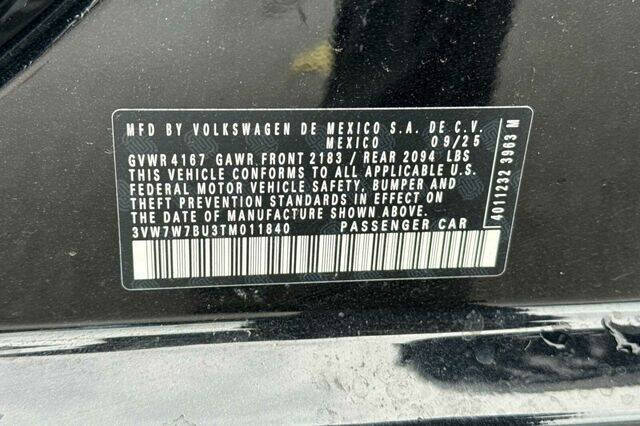 MFD BY VOLKSWAGEN DE MEXICO S.A. DE C.V.
MEXICO 09/25
GVWR 4167 GAWR FRONT 2183 / REAR 2094 LBS
THIS VEHICLE CONFORMS TO ALL APPLICABLE U.S.
FEDERAL MOTOR VEHICLE SAFETY, BUMPER AND
THEFT PREVENTION STANDARDS IN EFFECT ON
THE DATE OF MANUFACTURE SHOWN ABOVE.
3VW7W7BU3TM011840 PASSENGER CAR
4011232 3963 M